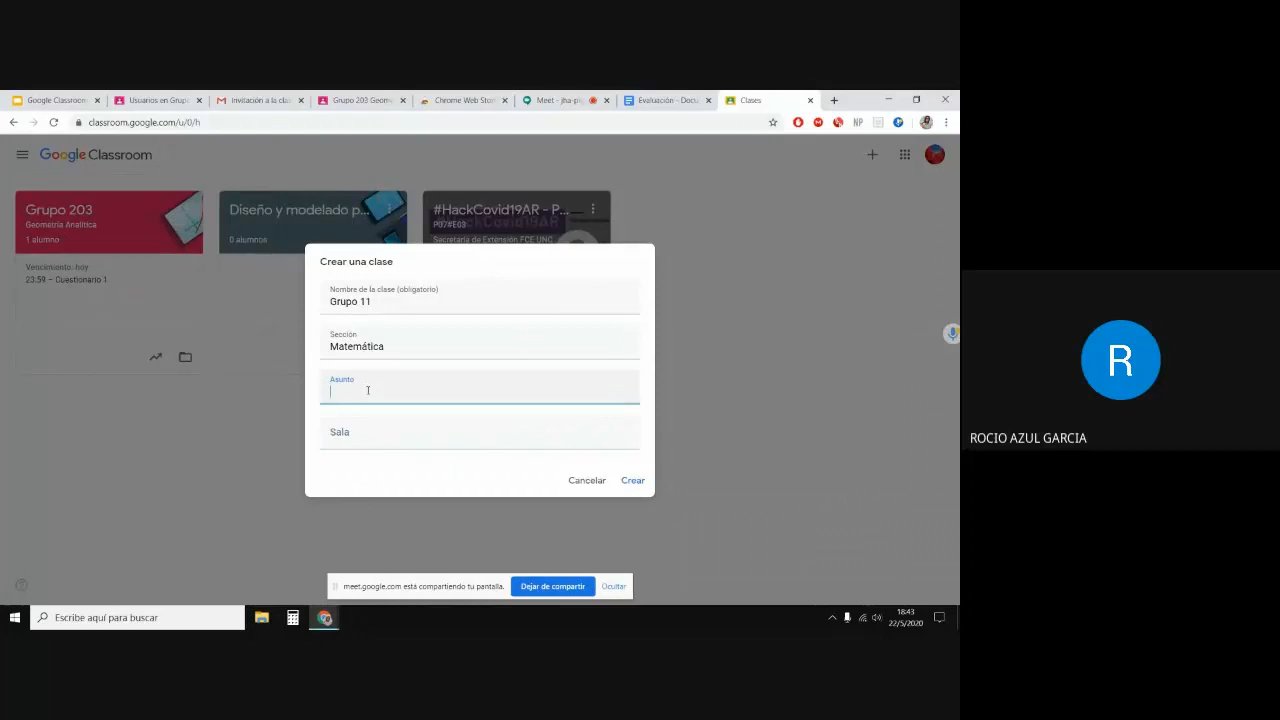 Google Classroom
Usuarios en Grupo
Invitación a la clas
Grupo 203 Geome
Chrome Web Stor
Meet - jha-pi
Evaluación - Docu
Clases
classroom.google.com/u/0/h
NP
Google Classroom
Grupo 203
Geometría Analítica
1 alumno
Vencimiento: hoy
23:59 – Cuestionario 1
Diseño y modelado p...
0 alumnos
#HackCovid19AR - P...
P07#E03
Secretaría de Extensión FCE UNC
Crear una clase
Nombre de la clase (obligatorio)
Grupo 11
Sección
Matemática
Asunto
Sala
Cancelar
Crear
meet.google.com está compartiendo tu pantalla.
Dejar de compartir
Ocultar
Escribe aquí para buscar
18:43
22/5/2020
R
ROCIO AZUL GARCIA